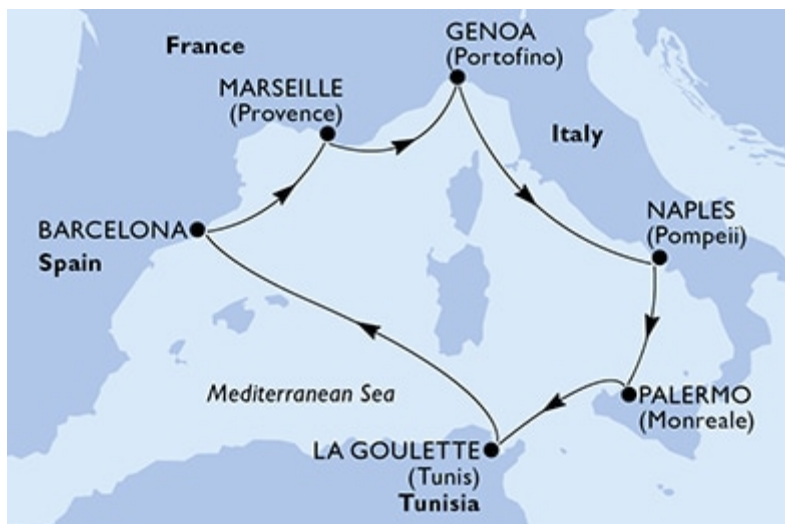 France
GENOA
(Portofino)
MARSEILLE
(Provence)
Italy
NAPLES
(Pompeii)
BARCELONA
Spain
Mediterranean Sea
PALERMO
(Monreale)
LA GOULETTE
(Tunis)
Tunisia